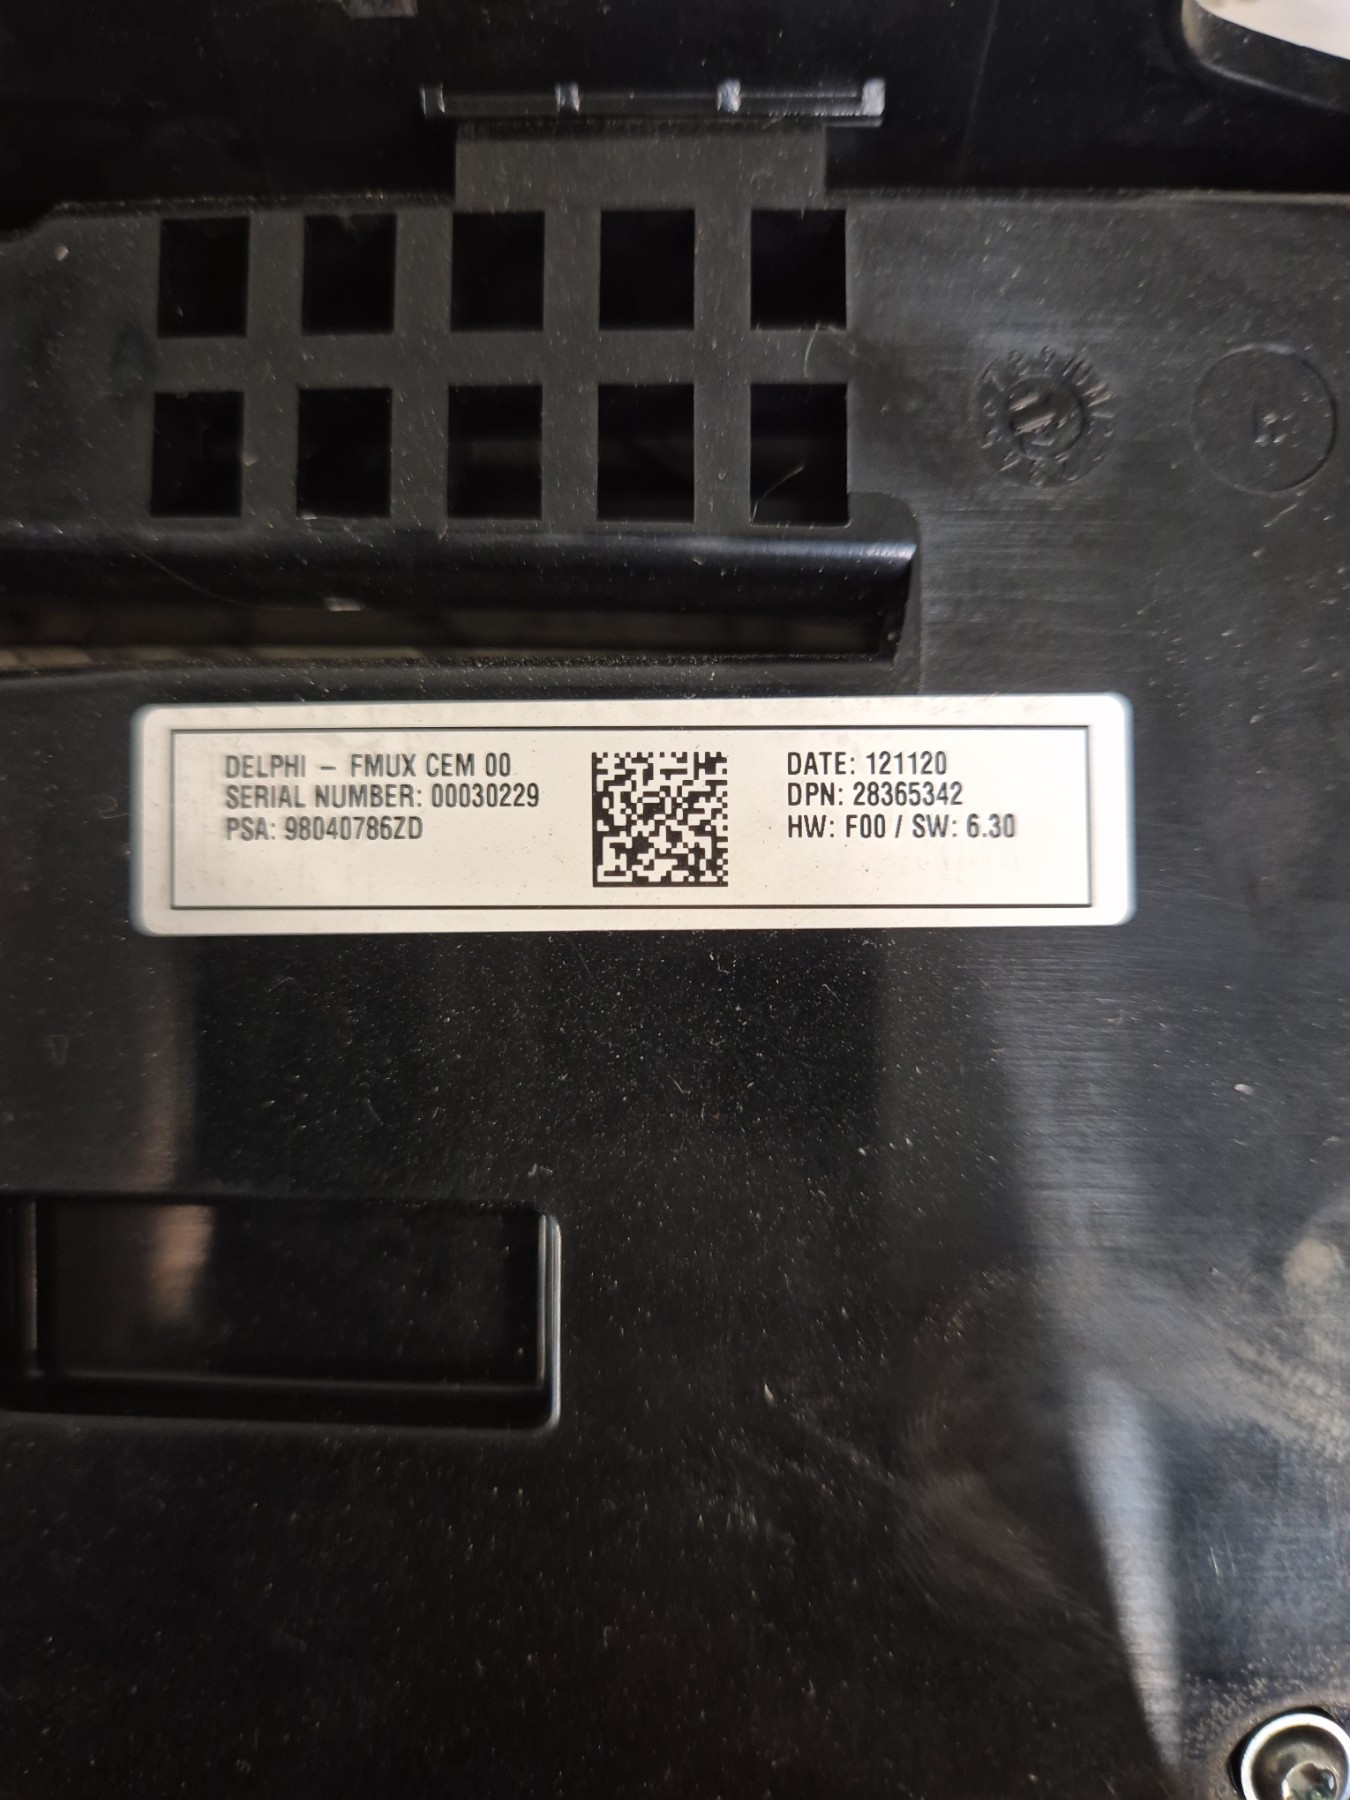 DELPHI – FMUX CEM 00
SERIAL NUMBER: 00030229
PSA: 98040786ZD
DATE: 121120
DPN: 28365342
HW: F00 / SW: 6.30